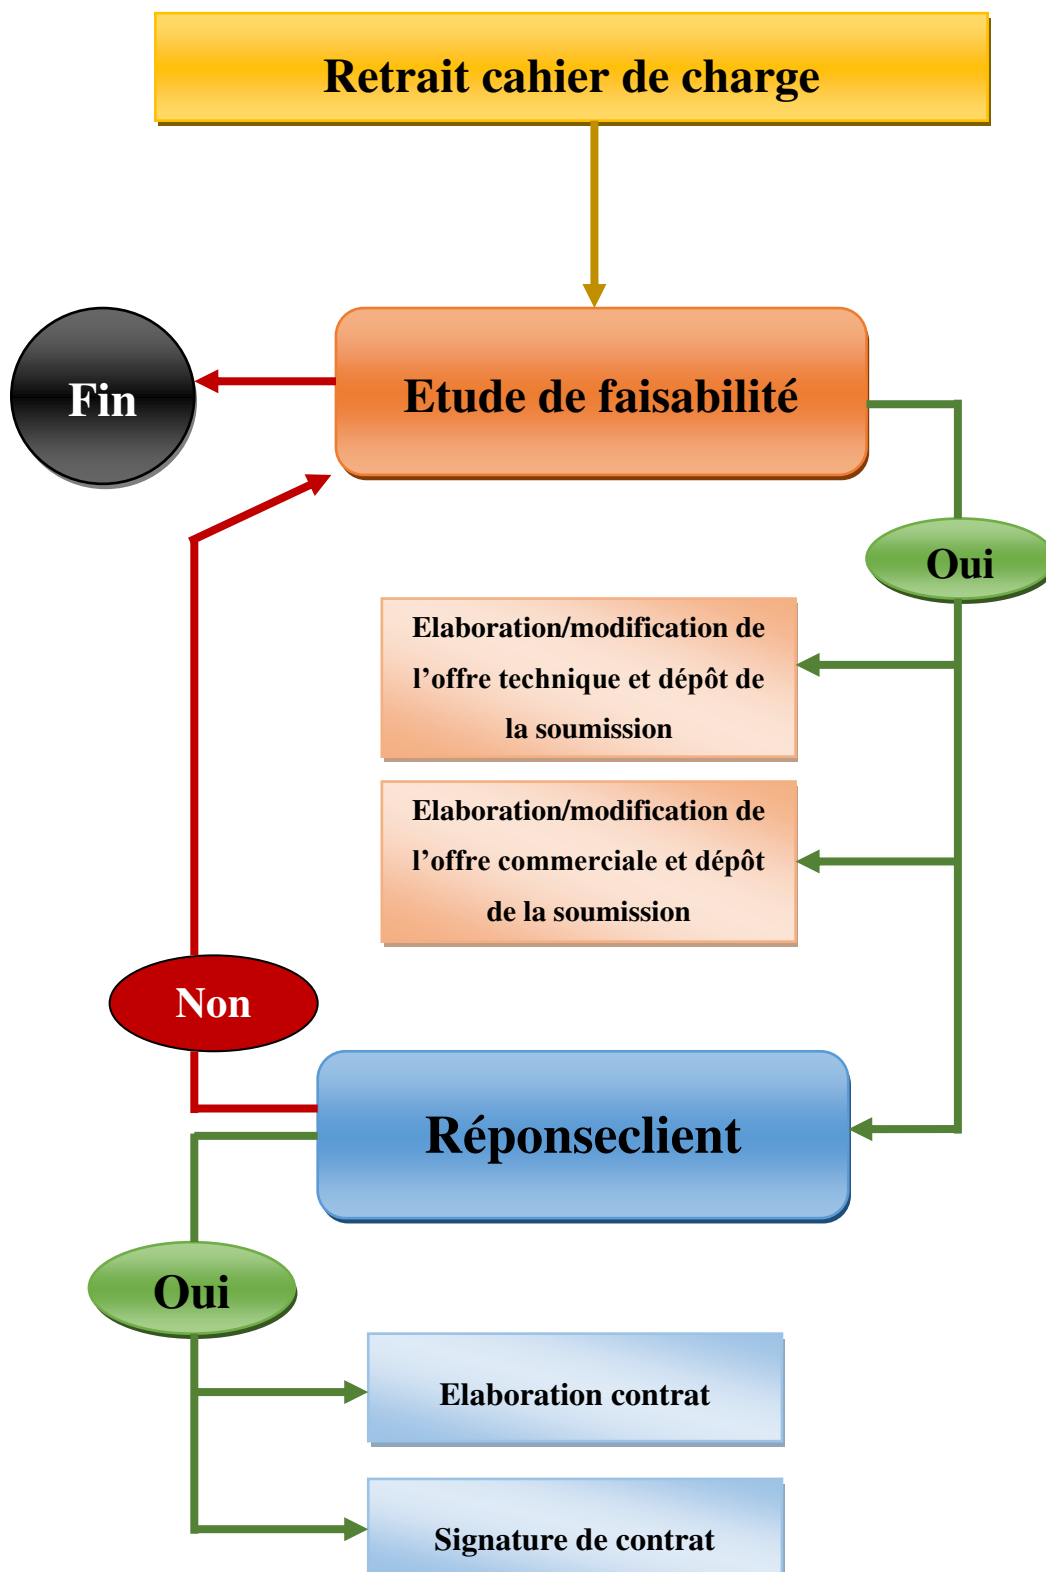 Retrait cahier de charge
Fin
Etude de faisabilité
Oui
Elaboration/modification de
l’offre technique et dépôt de
la soumission
Elaboration/modification de
l’offre commerciale et dépôt
de la soumission
Non
Réponseclient
Oui
Elaboration contrat
Signature de contrat